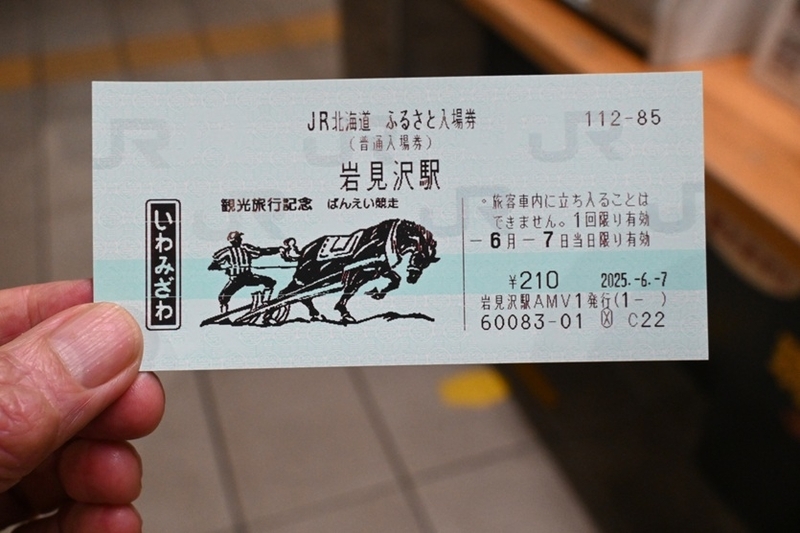 JR北海道 ふるさと入場券
112-85
(普通入場券)
岩見沢駅
観光旅行記念 ばんえい競走
いわみざわ
。旅客車内に立ち入ることは
できません。1回限り有効
-6月-7日当日限り有効
¥210 2025.-6.-7
岩見沢駅AMV1発行(1- )
60083-01 Ⓧ C22